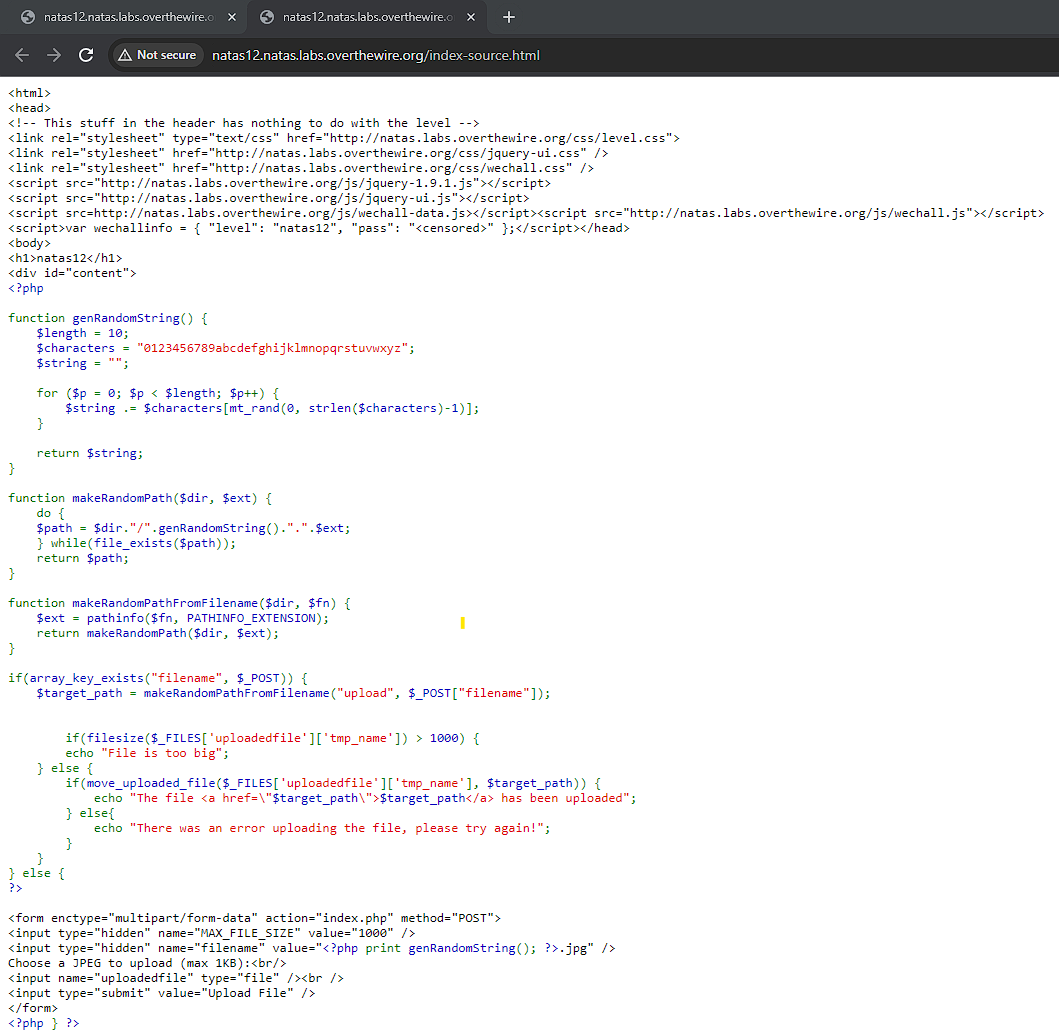 natas12.natas.labs.overthewire.o
natas12.natas.labs.overthewire.o
Not secure
natas12.natas.labs.overthewire.org/index-source.html
<html>
<head>
<!-- This stuff in the header has nothing to do with the level -->
<link rel="stylesheet" type="text/css" href="http://natas.labs.overthewire.org/css/level.css">
<link rel="stylesheet" href="http://natas.labs.overthewire.org/css/jquery-ui.css" />
<link rel="stylesheet" href="http://natas.labs.overthewire.org/css/wechall.css" />
<script src="http://natas.labs.overthewire.org/js/jquery-1.9.1.js"></script>
<script src="http://natas.labs.overthewire.org/js/jquery-ui.js"></script>
<script src=http://natas.labs.overthewire.org/js/wechall-data.js></script><script src="http://natas.labs.overthewire.org/js/wechall.js"></script>
<script>var wechallinfo = { "level": "natas12", "pass": "<censored>" };</script></head>
<body>
<h1>natas12</h1>
<div id="content">
<?php

function genRandomString() {
    $length = 10;
    $characters = "0123456789abcdefghijklmnopqrstuvwxyz";
    $string = "";

    for ($p = 0; $p < $length; $p++) {
        $string .= $characters[mt_rand(0, strlen($characters)-1)];
    }

    return $string;
}

function makeRandomPath($dir, $ext) {
    do {
    $path = $dir."/".genRandomString().".".$ext;
    } while(file_exists($path));
    return $path;
}

function makeRandomPathFromFilename($dir, $fn) {
    $ext = pathinfo($fn, PATHINFO_EXTENSION);
    return makeRandomPath($dir, $ext);
}

if(array_key_exists("filename", $_POST)) {
    $target_path = makeRandomPathFromFilename("upload", $_POST["filename"]);


        if(filesize($_FILES['uploadedfile']['tmp_name']) > 1000) {
        echo "File is too big";
    } else {
        if(move_uploaded_file($_FILES['uploadedfile']['tmp_name'], $target_path)) {
            echo "The file <a href=\"$target_path\">$target_path</a> has been uploaded";
        } else{
            echo "There was an error uploading the file, please try again!";
        }
    }
} else {
?>

<form enctype="multipart/form-data" action="index.php" method="POST">
<input type="hidden" name="MAX_FILE_SIZE" value="1000" />
<input type="hidden" name="filename" value="<?php print genRandomString(); ?>.jpg" />
Choose a JPEG to upload (max 1KB):<br/>
<input name="uploadedfile" type="file" /><br />
<input type="submit" value="Upload File" />
</form>
<?php } ?>